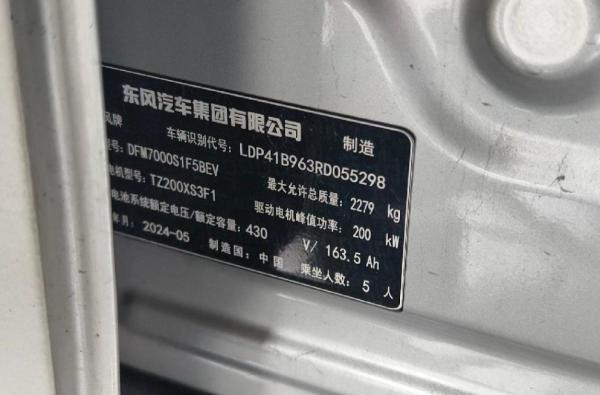 东风汽车集团有限公司 制造
风牌 车辆识别代号: LDP41B963RD055298
型号: DFM7000S1F5BEV 最大允许总质量: 2279 kg
电机型号: TZ200XS3F1 驱动电机峰值功率: 200 kW
电池系统额定电压/额定容量: 430 V/ 163.5 Ah
年月: 2024-05 制造国: 中国 乘坐人数: 5 人